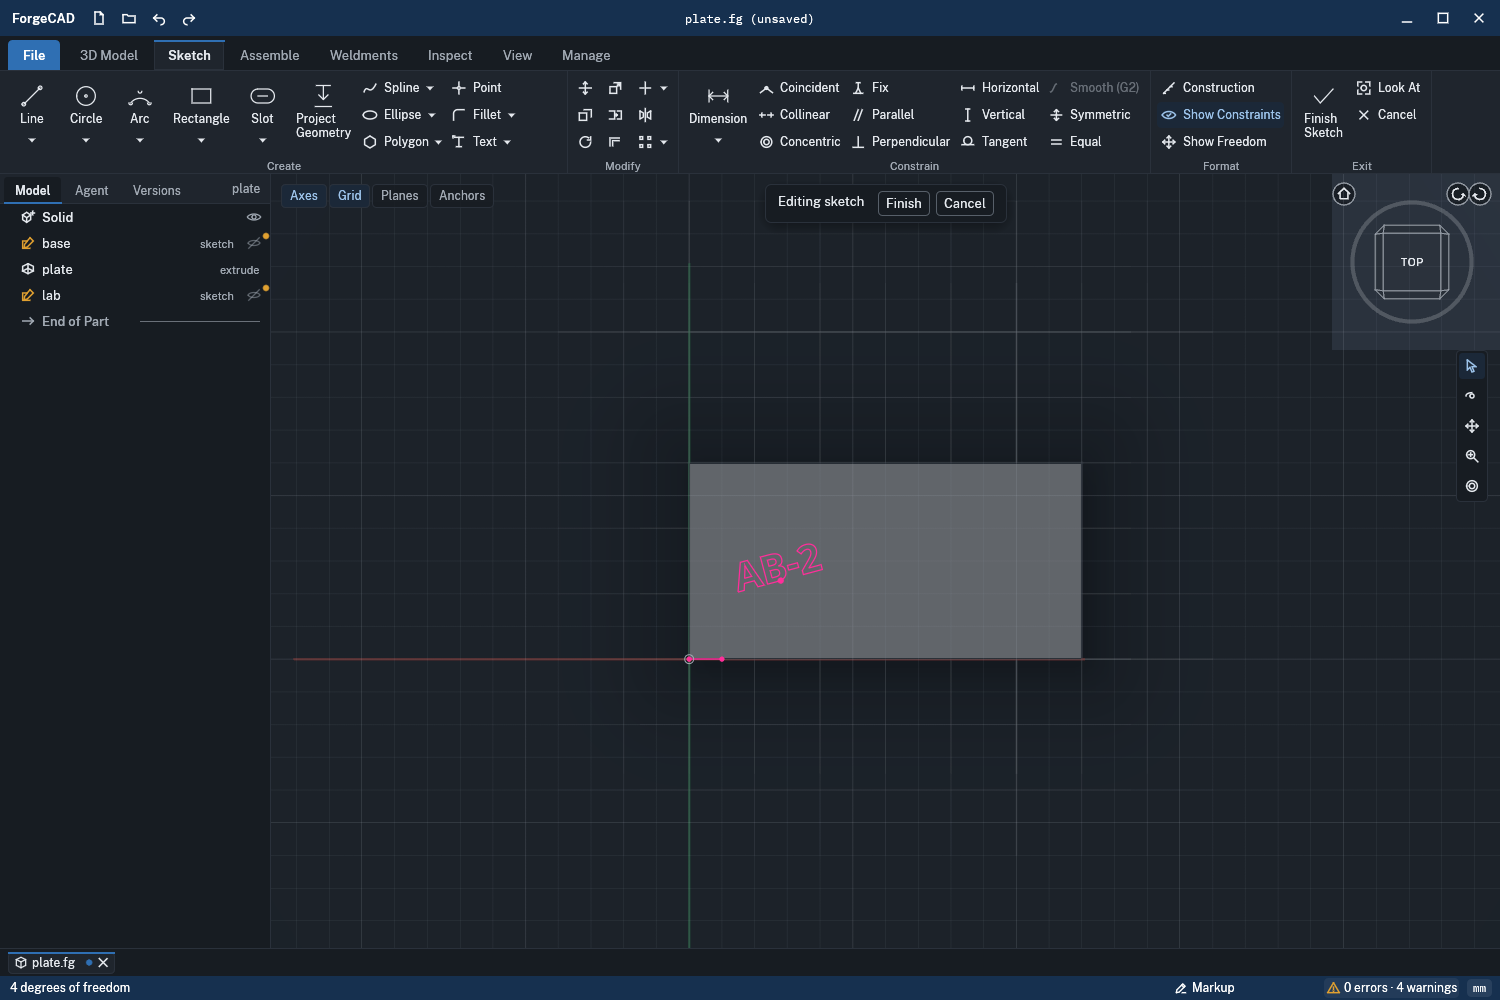 ForgeCAD
plate.fg (unsaved)
File
3D Model
Sketch
Assemble
Weldments
Inspect
View
Manage
Line
Circle
Arc
Rectangle
Slot
Project
Geometry
Spline
Ellipse
Polygon
Point
Fillet
Text
Create
Modify
Dimension
Coincident
Collinear
Concentric
Fix
Parallel
Perpendicular
Horizontal
Vertical
Tangent
Smooth (G2)
Symmetric
Equal
Constrain
Construction
Show Constraints
Show Freedom
Format
Finish
Sketch
Look At
Cancel
Exit
Model
Agent
Versions
plate
Solid
base sketch
plate extrude
lab sketch
End of Part
Axes
Grid
Planes
Anchors
Editing sketch
Finish
Cancel
TOP
AB-2
plate.fg
4 degrees of freedom
Markup
0 errors · 4 warnings
mm